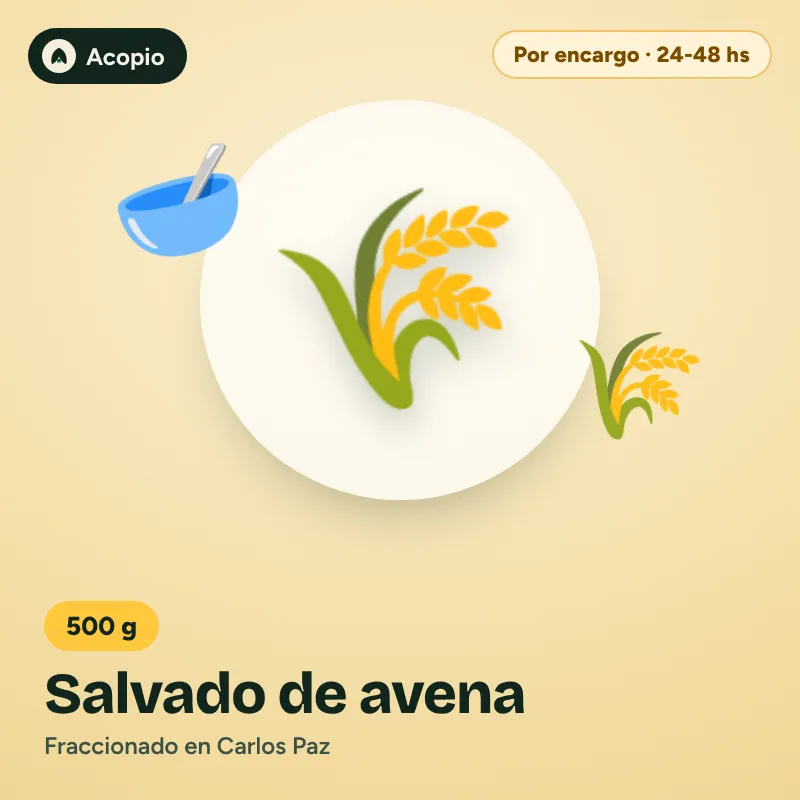 Acopio
Por encargo · 24-48 hs
500 g
Salvado de avena
Fraccionado en Carlos Paz